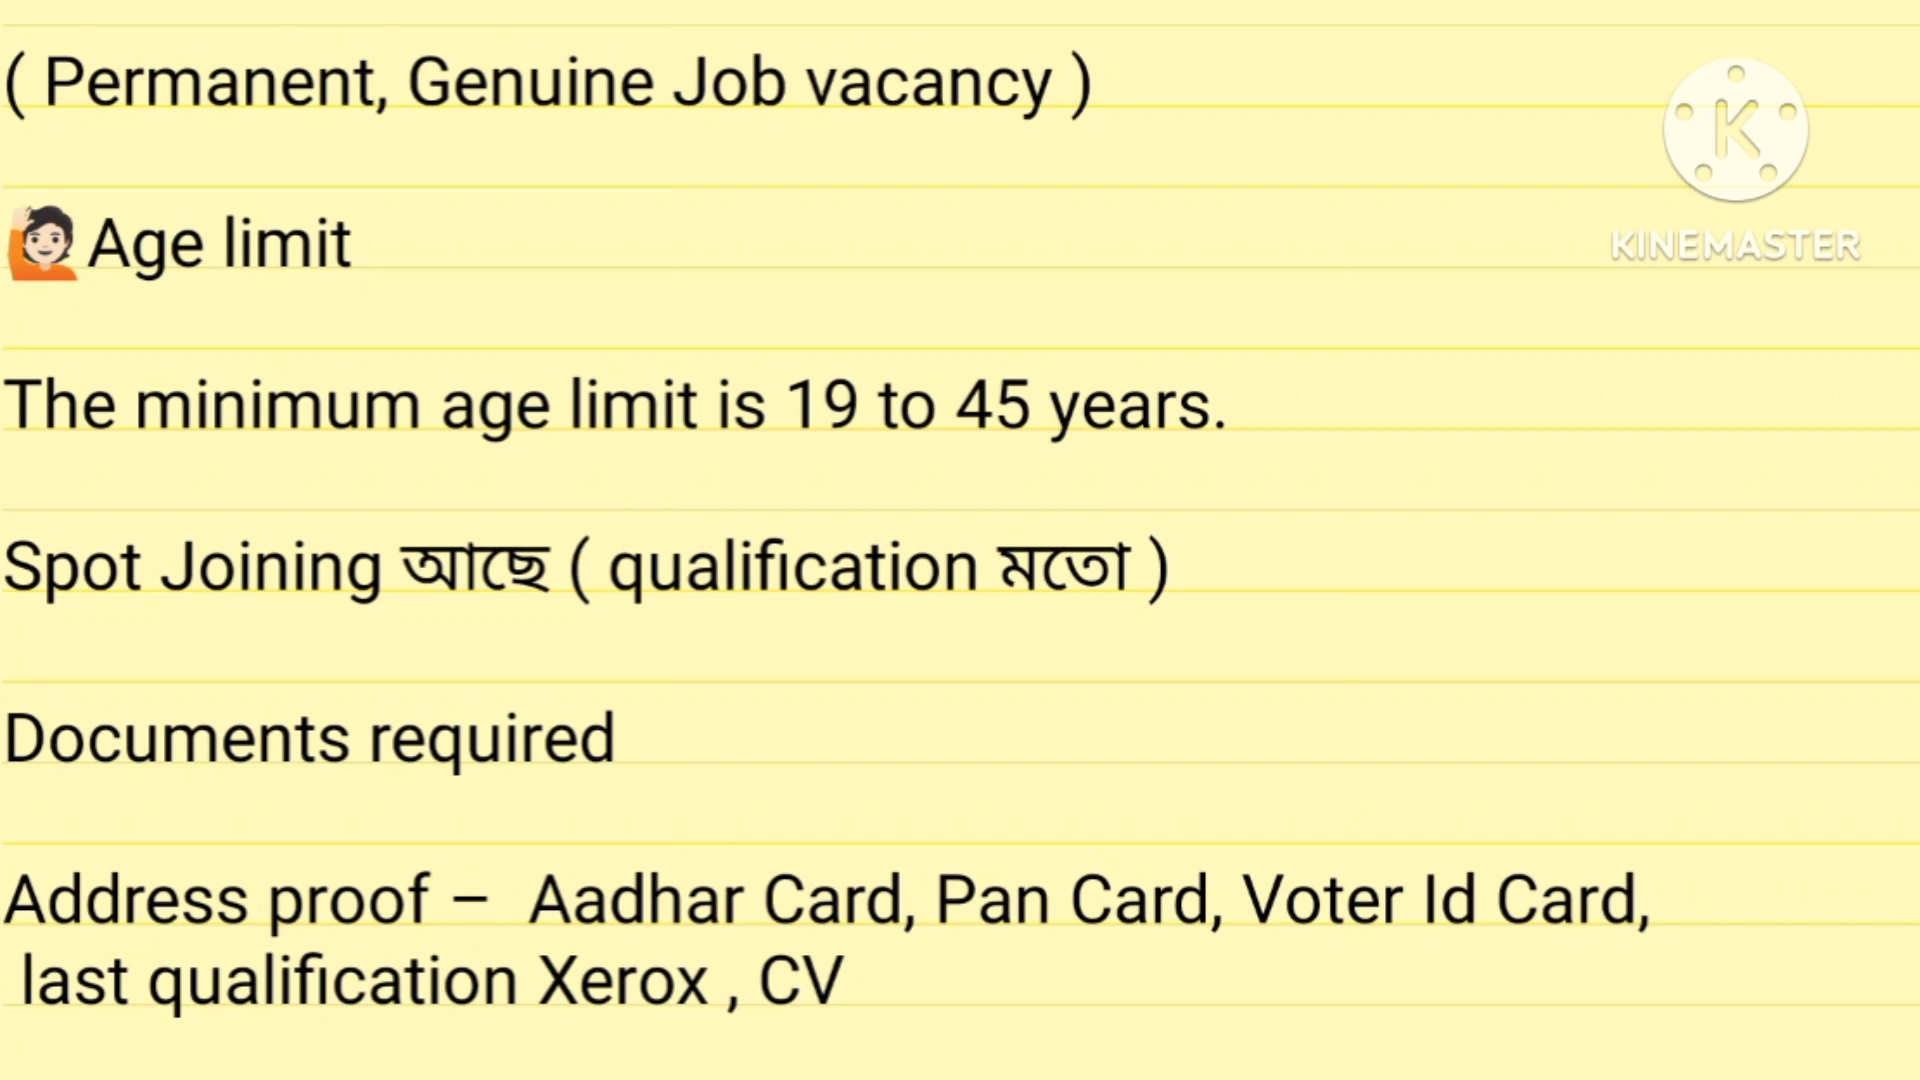 ( Permanent, Genuine Job vacancy )
KINEMASTER
🙋🏻Age limit
The minimum age limit is 19 to 45 years.
Spot Joining আছে ( qualification মতো )
Documents required
Address proof –  Aadhar Card, Pan Card, Voter Id Card,
last qualification Xerox , CV